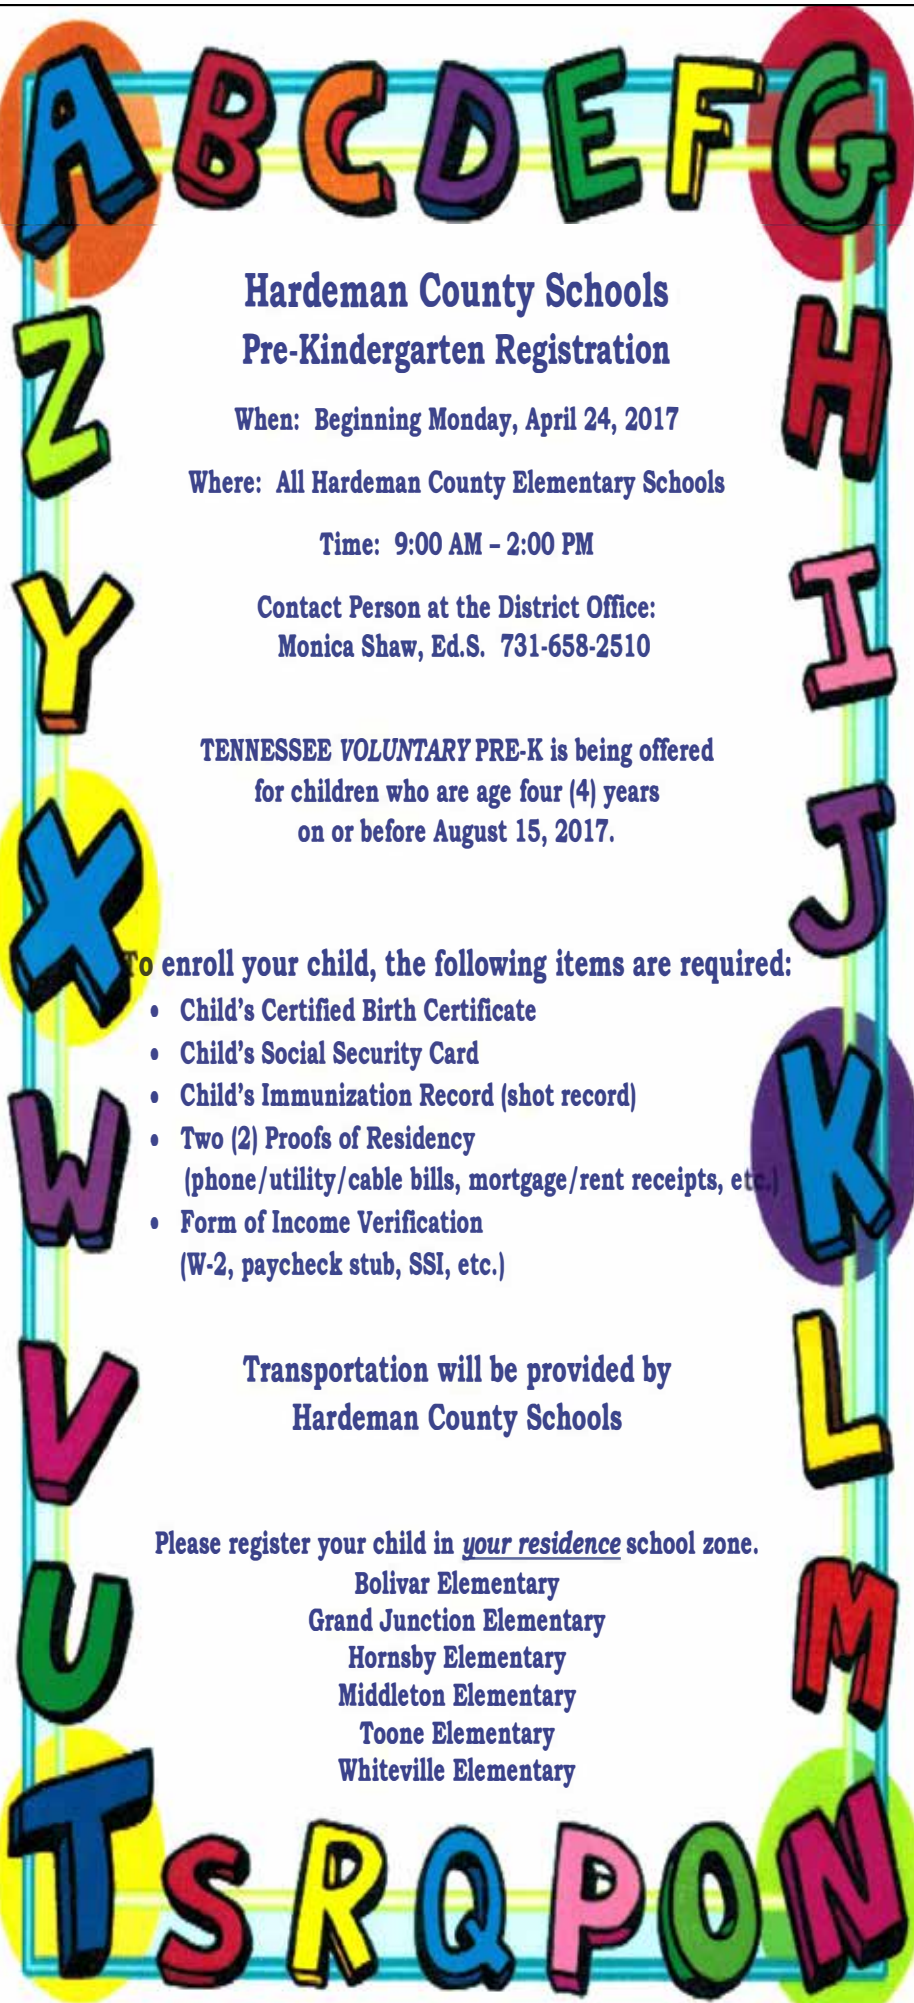 A B C D E F G
Hardeman County Schools
Pre-Kindergarten Registration
When: Beginning Monday, April 24, 2017
Where: All Hardeman County Elementary Schools
Time: 9:00 AM – 2:00 PM
Contact Person at the District Office:
Monica Shaw, Ed.S. 731-658-2510
TENNESSEE VOLUNTARY PRE-K is being offered
for children who are age four (4) years
on or before August 15, 2017.
To enroll your child, the following items are required:
• Child's Certified Birth Certificate
• Child's Social Security Card
• Child's Immunization Record (shot record)
• Two (2) Proofs of Residency
(phone/utility/cable bills, mortgage/rent receipts, etc.)
• Form of Income Verification
(W-2, paycheck stub, SSI, etc.)
Transportation will be provided by
Hardeman County Schools
Please register your child in your residence school zone.
Bolivar Elementary
Grand Junction Elementary
Hornsby Elementary
Middleton Elementary
Toone Elementary
Whiteville Elementary
H
I
J
K
L
M
N
O
P
Q
R
S
T
U
V
W
X
Y
Z